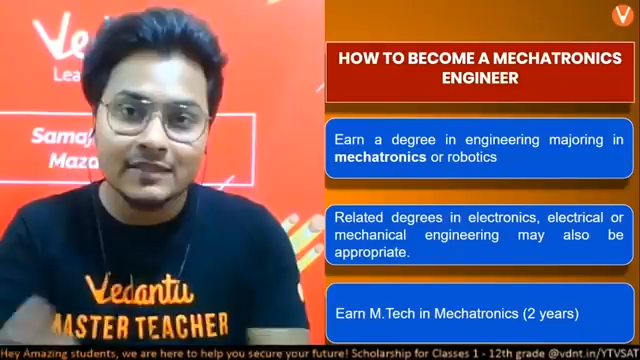 Ved
Lea
Sama
Maza
Vedantu
MASTER TEACHER
V
HOW TO BECOME A MECHATRONICS
ENGINEER
Earn a degree in engineering majoring in
mechatronics or robotics
Related degrees in electronics, electrical or
mechanical engineering may also be
appropriate.
Earn M.Tech in Mechatronics (2 years)
Hey Amazing students, we are here to help you secure your future! Scholarship for Classes 1 - 12th grade @vdnt.in/YTVSAT